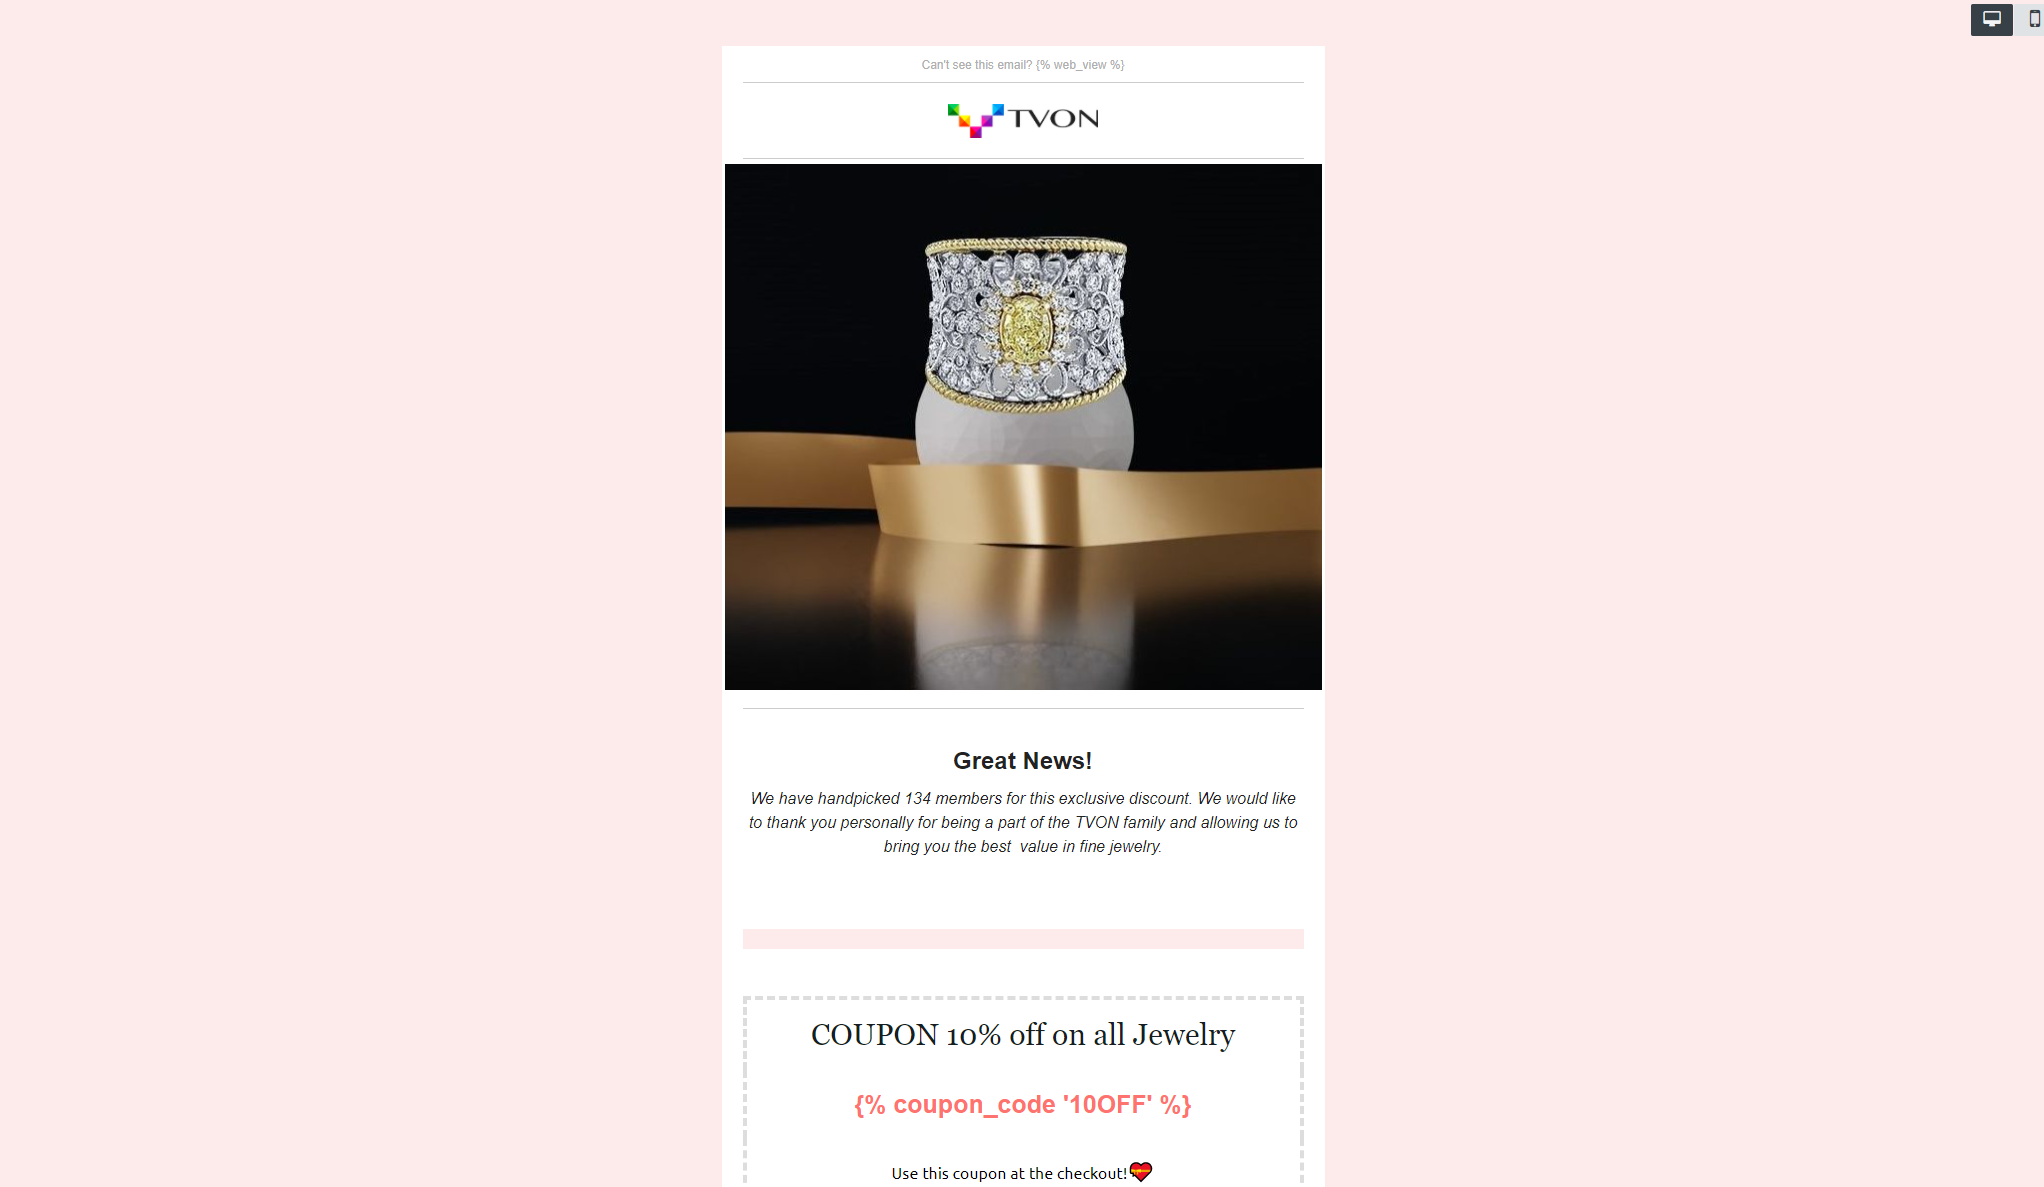 Can't see this email? {% web_view %}
TVON
Great News!
We have handpicked 134 members for this exclusive discount. We would like
to thank you personally for being a part of the TVON family and allowing us to
bring you the best  value in fine jewelry.
COUPON 10% off on all Jewelry
{% coupon_code '10OFF' %}
Use this coupon at the checkout!